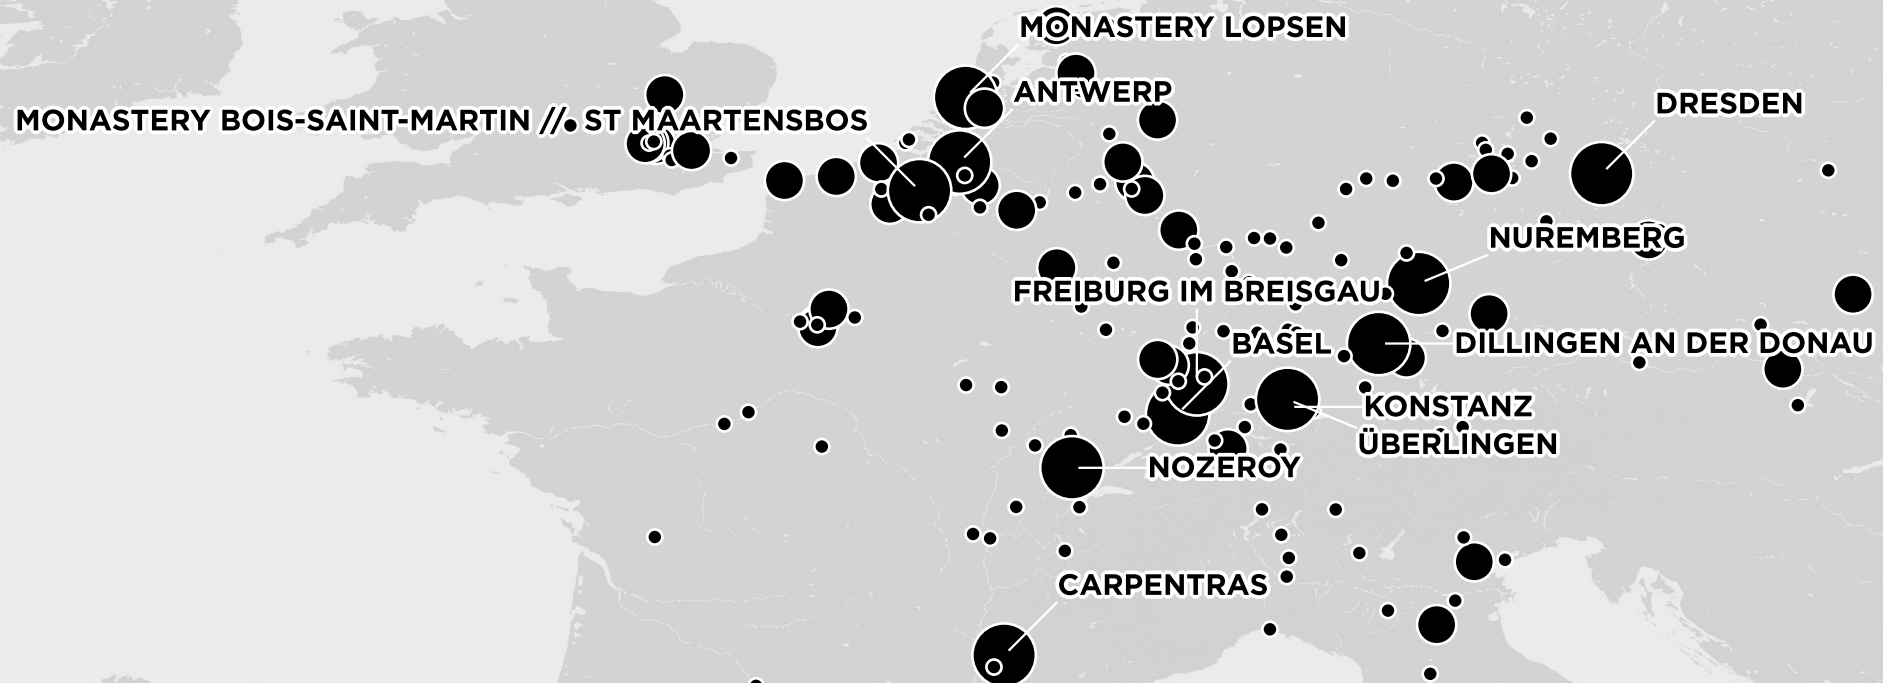 MONASTERY LOPSEN
ANTWERP
DRESDEN
MONASTERY BOIS-SAINT-MARTIN // ST MAARTENSBOS
NUREMBERG
FREIBURG IM BREISGAU
BASEL
DILLINGEN AN DER DONAU
KONSTANZ
ÜBERLINGEN
NOZEROY
CARPENTRAS